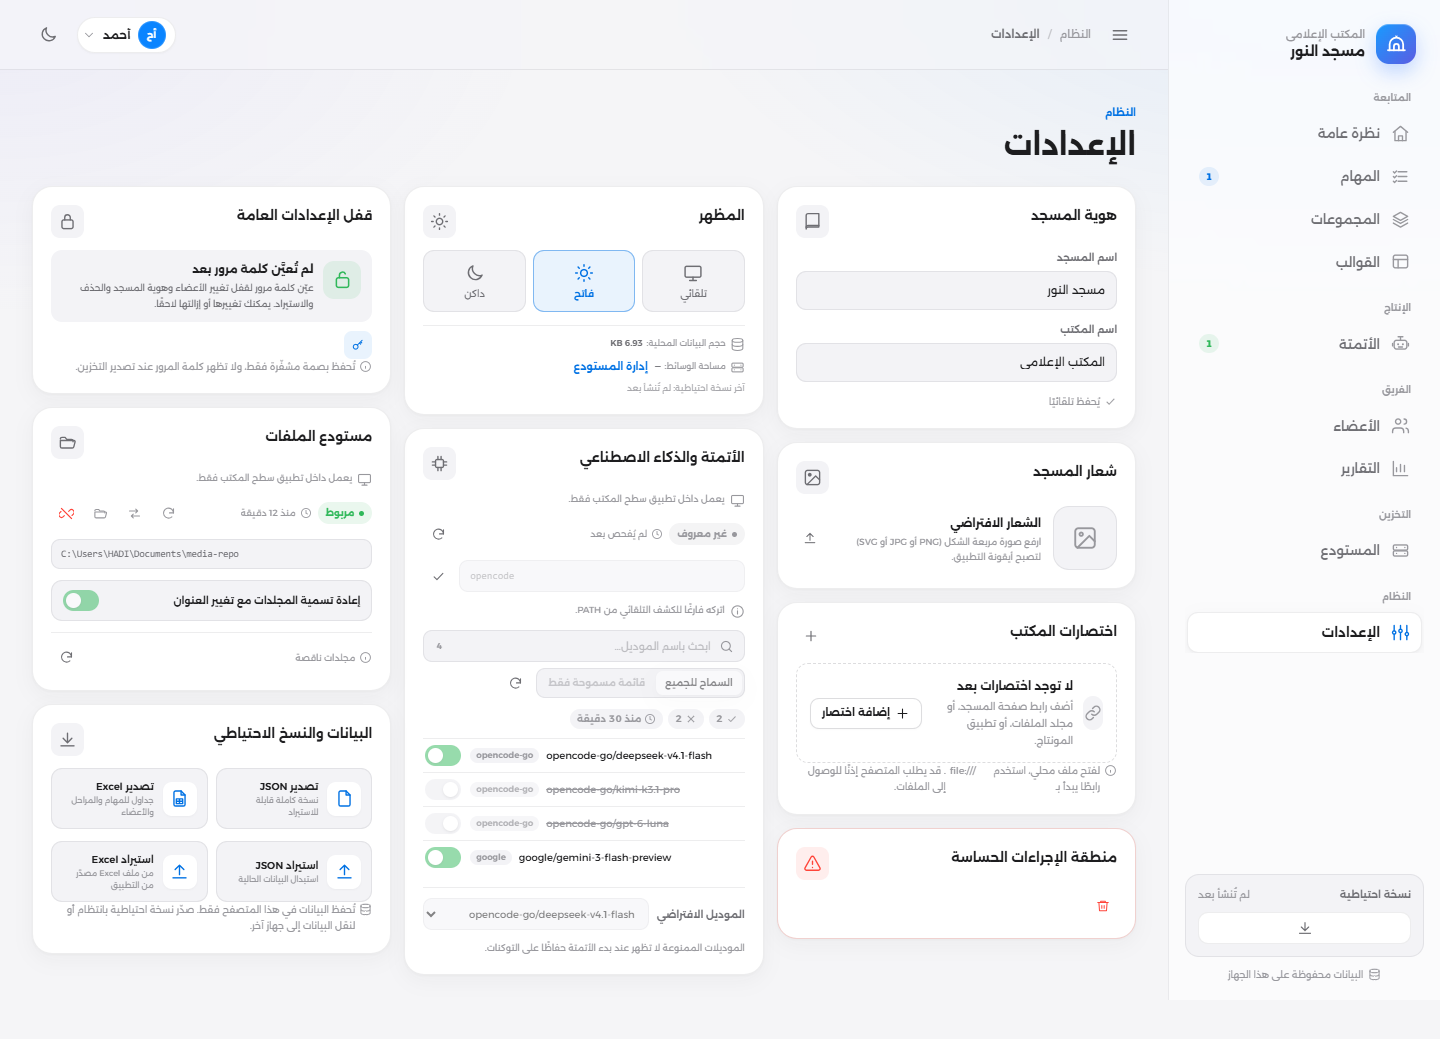 المكتب الإعلامي
مسجد النور
المتابعة
نظرة عامة
المهام
1
المجموعات
القوالب
الإنتاج
الأتمتة
1
الفريق
الأعضاء
التقارير
التخزين
المستودع
النظام
الإعدادات
نسخة احتياطية
لم تُنشأ بعد
البيانات محفوظة على هذا الجهاز
النظام / الإعدادات
أح أحمد
النظام
الإعدادات
هوية المسجد
اسم المسجد
مسجد النور
اسم المكتب
المكتب الإعلامي
يُحفظ تلقائيًا
شعار المسجد
الشعار الافتراضي
ارفع صورة مربعة الشكل (PNG أو JPG أو SVG)
لتصبح أيقونة التطبيق.
اختصارات المكتب
لا توجد اختصارات بعد
أضف رابط صفحة المسجد، أو
مجلد الملفات، أو تطبيق
المونتاج.
إضافة اختصار
لفتح ملف محلي، استخدم رابطًا يبدأ بـ
file:///
. قد يطلب المتصفح إذنًا للوصول إلى الملفات.
منطقة الإجراءات الحساسة
المظهر
تلقائي
فاتح
داكن
حجم البيانات المحلية: 6.93 KB
مساحة الوسائط: — إدارة المستودع
آخر نسخة احتياطية: لم تُنشأ بعد
الأتمتة والذكاء الاصطناعي
يعمل داخل تطبيق سطح المكتب فقط.
غير معروف
لم يُفحص بعد
opencode
اتركه فارغًا للكشف التلقائي من PATH.
ابحث باسم الموديل...
4
السماح للجميع
قائمة مسموحة فقط
2
2
منذ 30 دقيقة
opencode-go/deepseek-v4.1-flash opencode-go
opencode-go/kimi-k3.1-pro opencode-go
opencode-go/gpt-6-luna opencode-go
google/gemini-3-flash-preview google
الموديل الافتراضي
opencode-go/deepseek-v4.1-flash
الموديلات الممنوعة لا تظهر عند بدء الأتمتة حفاظًا على التوكنات.
قفل الإعدادات العامة
لم تُعيَّن كلمة مرور بعد
عيّن كلمة مرور لقفل تغيير الأعضاء وهوية المسجد والحذف
والاستيراد. يمكنك تغييرها أو إزالتها لاحقًا.
تُحفظ بصمة مشفّرة فقط، ولا تظهر كلمة المرور عند تصدير التخزين.
مستودع الملفات
يعمل داخل تطبيق سطح المكتب فقط.
مربوط
منذ 12 دقيقة
C:\Users\HADI\Documents\media-repo
إعادة تسمية المجلدات مع تغيير العنوان
مجلدات ناقصة
البيانات والنسخ الاحتياطي
تصدير JSON
نسخة كاملة قابلة
للاستيراد
تصدير Excel
جداول للمهام والمراحل
والأعضاء
استيراد JSON
استبدال البيانات الحالية
استيراد Excel
من ملف Excel مصدّر
من التطبيق
تُحفظ البيانات في هذا المتصفح فقط. صدّر نسخة احتياطية بانتظام أو
لنقل البيانات إلى جهاز آخر.